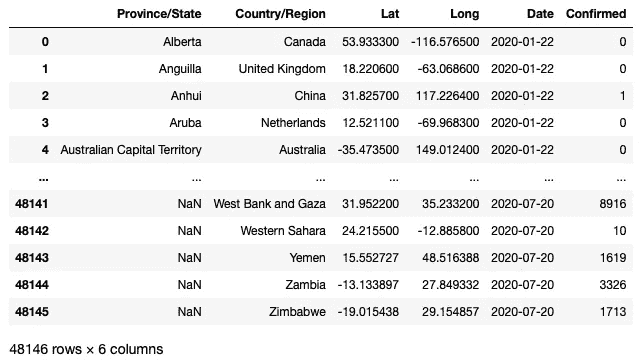 Province/State Country/Region Lat Long Date Confirmed
0 Alberta Canada 53.933300 -116.576500 2020-01-22 0
1 Anguilla United Kingdom 18.220600 -63.068600 2020-01-22 0
2 Anhui China 31.825700 117.226400 2020-01-22 1
3 Aruba Netherlands 12.521100 -69.968300 2020-01-22 0
4 Australian Capital Territory Australia -35.473500 149.012400 2020-01-22 0
... ... ... ... ... ... ...
48141 NaN West Bank and Gaza 31.952200 35.233200 2020-07-20 8916
48142 NaN Western Sahara 24.215500 -12.885800 2020-07-20 10
48143 NaN Yemen 15.552727 48.516388 2020-07-20 1619
48144 NaN Zambia -13.133897 27.849332 2020-07-20 3326
48145 NaN Zimbabwe -19.015438 29.154857 2020-07-20 1713
48146 rows × 6 columns